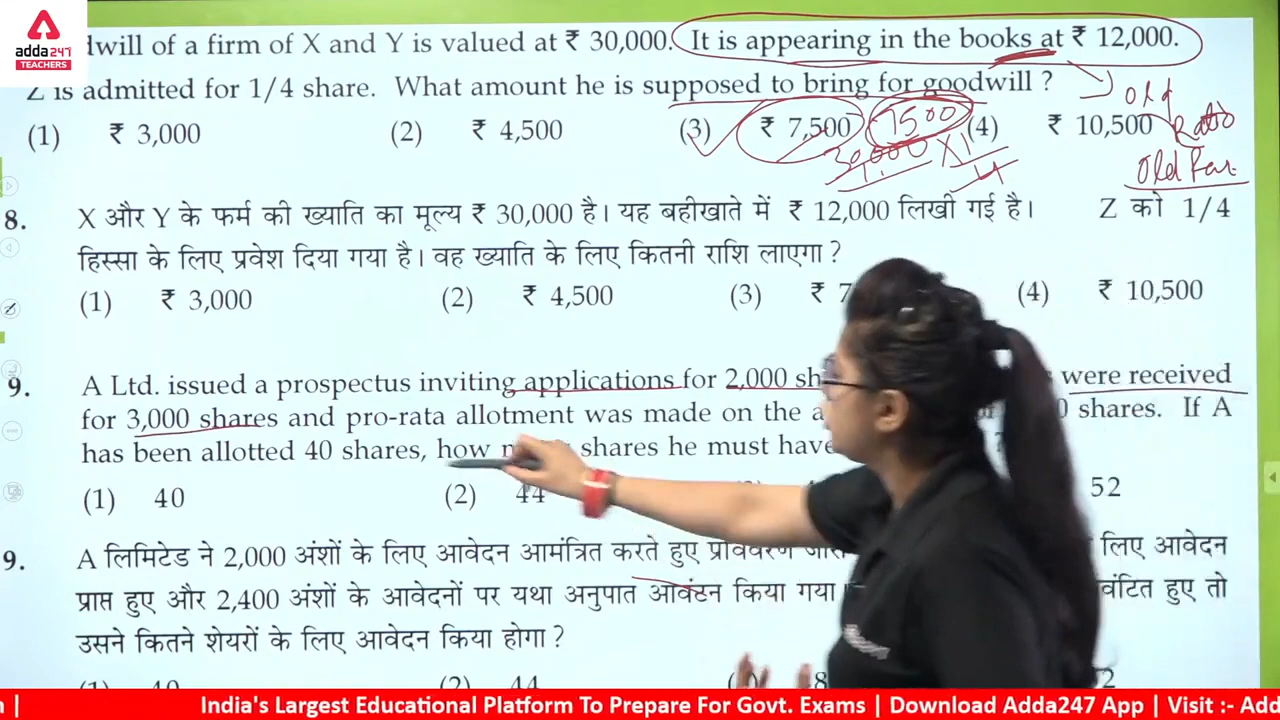 adda247
TEACHERS
dwill of a firm of X and Y is valued at ₹ 30,000. It is appearing in the books at ₹ 12,000.
Z is admitted for 1/4 share. What amount he is supposed to bring for goodwill ?
(1) ₹ 3,000 (2) ₹ 4,500 (3) ₹ 7,500 7500 (4) ₹ 10,500
Old
Ratio
30,000 × 1
4
Old Par.
8. X और Y के फर्म की ख्याति का मूल्य ₹ 30,000 है। यह बहीखाते में ₹ 12,000 लिखी गई है। Z को 1/4
हिस्सा के लिए प्रवेश दिया गया है। वह ख्याति के लिए कितनी राशि लाएगा ?
(1) ₹ 3,000 (2) ₹ 4,500 (3) ₹ 7 (4) ₹ 10,500
9. A Ltd. issued a prospectus inviting applications for 2,000 sh were received
for 3,000 shares and pro-rata allotment was made on the a 0 shares. If A
has been allotted 40 shares, how shares he must have ?
(1) 40 (2) 44 52
9. A लिमिटेड ने 2,000 अंशों के लिए आवेदन आमंत्रित करते हुए लिए आवेदन
प्राप्त हुए और 2,400 अंशों के आवेदनों पर यथा अनुपात आवंटन किया गया वंटित हुए तो
उसने कितने शेयरों के लिए आवेदन किया होगा ?
(1) 40 (2) 44 8 2
n | India's Largest Educational Platform To Prepare For Govt. Exams | Download Adda247 App | Visit :- Add